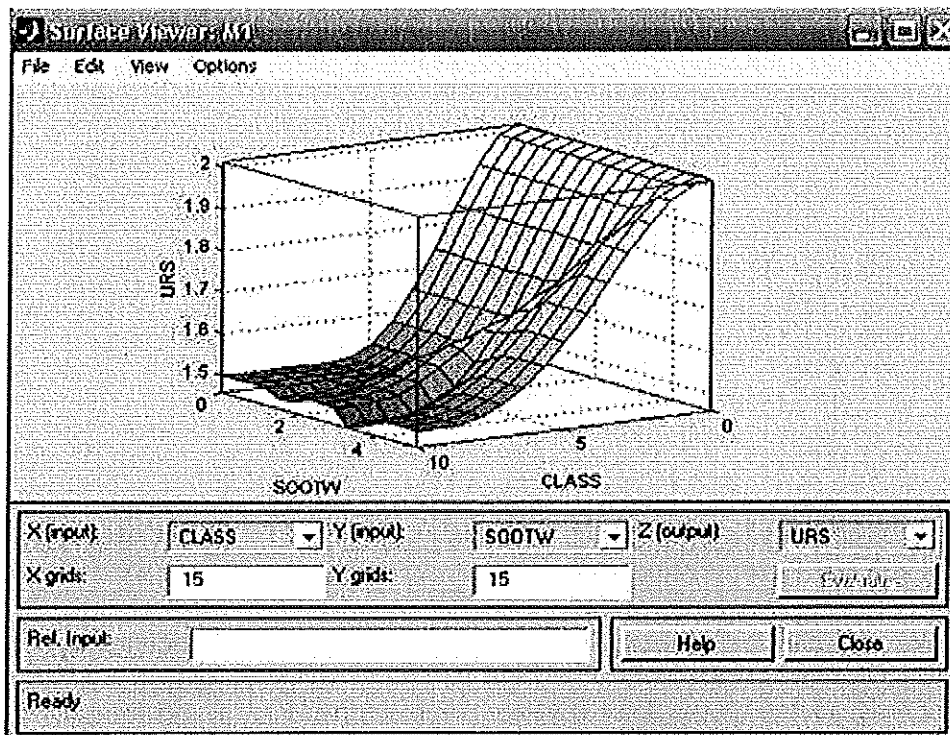 Surface Viewer: M1
File Edit View Options
2
1.9
1.8
1.7
1.6
1.5
URS
0
2
4
SOOTW
10
5
0
CLASS
X (input): CLASS Y (input): SOOTW Z (output): URS
X grids: 15 Y grids: 15 Evaluate
Ref. Input:
Help Close
Ready